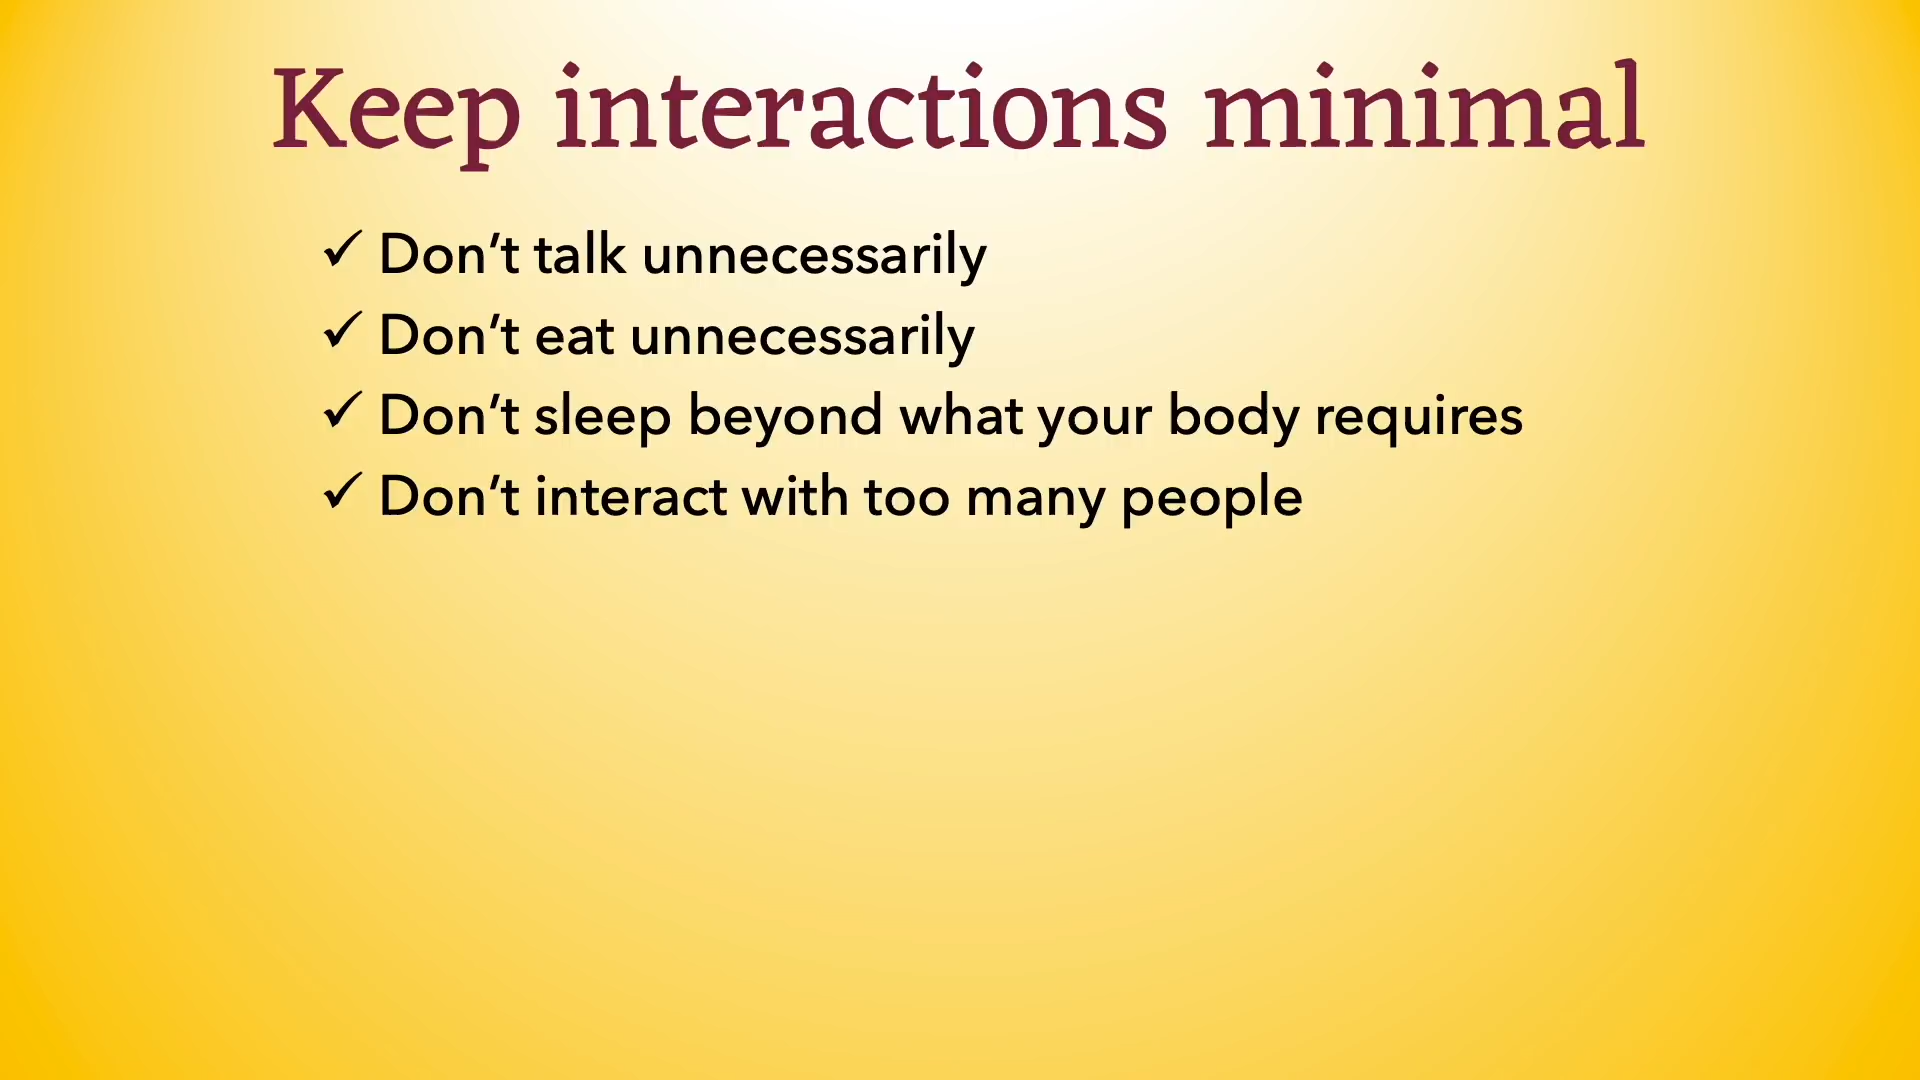 Keep interactions minimal
✓ Don’t talk unnecessarily
✓ Don’t eat unnecessarily
✓ Don’t sleep beyond what your body requires
✓ Don’t interact with too many people